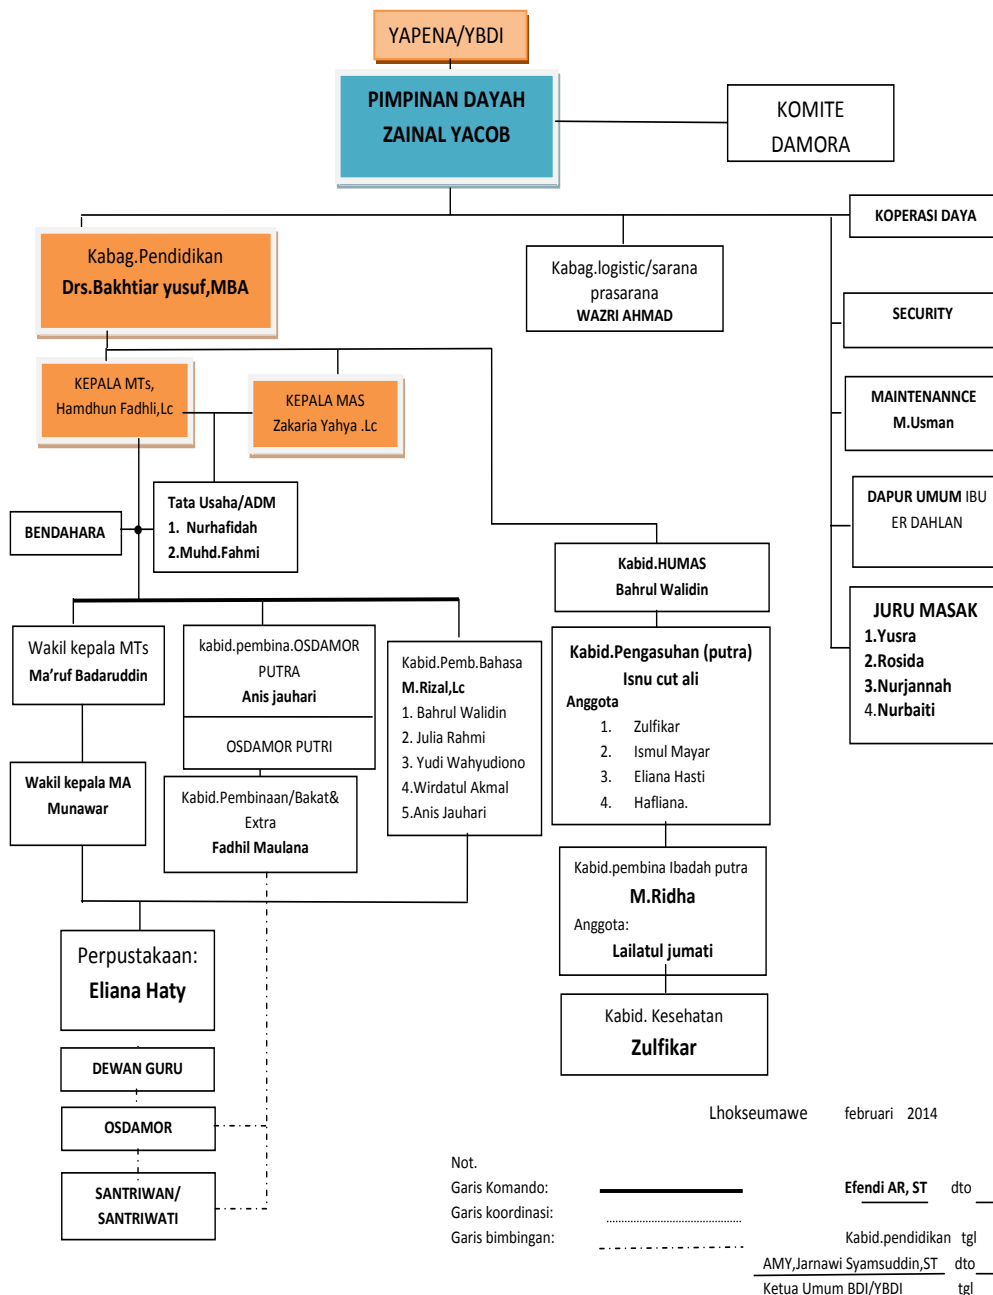 YAPENA/YBDI
PIMPINAN DAYAH
ZAINAL YACOB
KOMITE
DAMORA
KOPERASI DAYA
Kabag.Pendidikan
Drs.Bakhtiar yusuf,MBA
Kabag.logistic/sarana
prasarana
WAZRI AHMAD
SECURITY
KEPALA MTs,
Hamdhun Fadhli,Lc
KEPALA MAS
Zakaria Yahya .Lc
MAINTENANNCE
M.Usman
Tata Usaha/ADM
1. Nurhafidah
2.Muhd.Fahmi
BENDAHARA
DAPUR UMUM IBU
ER DAHLAN
Kabid.HUMAS
Bahrul Walidin
JURU MASAK
1.Yusra
2.Rosida
3.Nurjannah
4.Nurbaiti
Wakil kepala MTs
Ma'ruf Badaruddin
kabid.pembina.OSDAMOR
PUTRA
Anis jauhari
OSDAMOR PUTRI
Kabid.Pemb.Bahasa
M.Rizal,Lc
1. Bahrul Walidin
2. Julia Rahmi
3. Yudi Wahyudiono
4.Wirdatul Akmal
5.Anis Jauhari
Kabid.Pengasuhan (putra)
Isnu cut ali
Anggota
1. Zulfikar
2. Ismul Mayar
3. Eliana Hasti
4. Hafliana.
Wakil kepala MA
Munawar
Kabid.Pembinaan/Bakat&
Extra
Fadhil Maulana
Kabid.pembina Ibadah putra
M.Ridha
Anggota:
Lailatul jumati
Perpustakaan:
Eliana Haty
Kabid. Kesehatan
Zulfikar
DEWAN GURU
OSDAMOR
SANTRIWAN/
SANTRIWATI
Lhokseumawe februari 2014
Not.
Garis Komando:
Garis koordinasi:
Garis bimbingan:
Efendi AR, ST dto
Kabid.pendidikan tgl
AMY,Jarnawi Syamsuddin,ST dto
Ketua Umum BDI/YBDI tgl